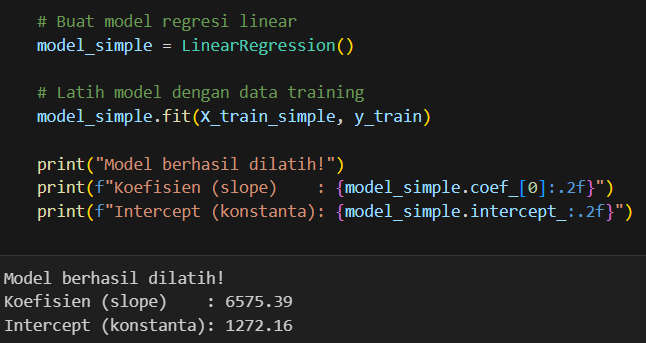 # Buat model regresi linear
model_simple = LinearRegression()
# Latih model dengan data training
model_simple.fit(X_train_simple, y_train)
print("Model berhasil dilatih!")
print(f"Koefisien (slope)    : {model_simple.coef_[0]:.2f}")
print(f"Intercept (konstanta): {model_simple.intercept_:.2f}")
Model berhasil dilatih!
Koefisien (slope)    : 6575.39
Intercept (konstanta): 1272.16